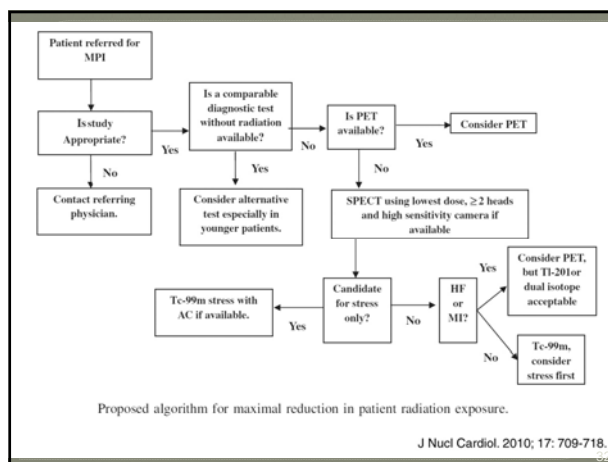 Patient referred for
MPI
Is study
Appropriate?
Yes
No
Contact referring
physician.
Is a comparable
diagnostic test
without radiation
available?
No
Yes
Consider alternative
test especially in
younger patients.
Is PET
available?
Yes
Consider PET
No
SPECT using lowest dose, ≥2 heads
and high sensitivity camera if
available
Candidate
for stress
only?
Yes
Tc-99m stress with
AC if available.
No
HF
or
MI?
Yes
Consider PET,
but Tl-201or
dual isotope
acceptable
No
Tc-99m,
consider
stress first
Proposed algorithm for maximal reduction in patient radiation exposure.
J Nucl Cardiol. 2010; 17: 709-718.